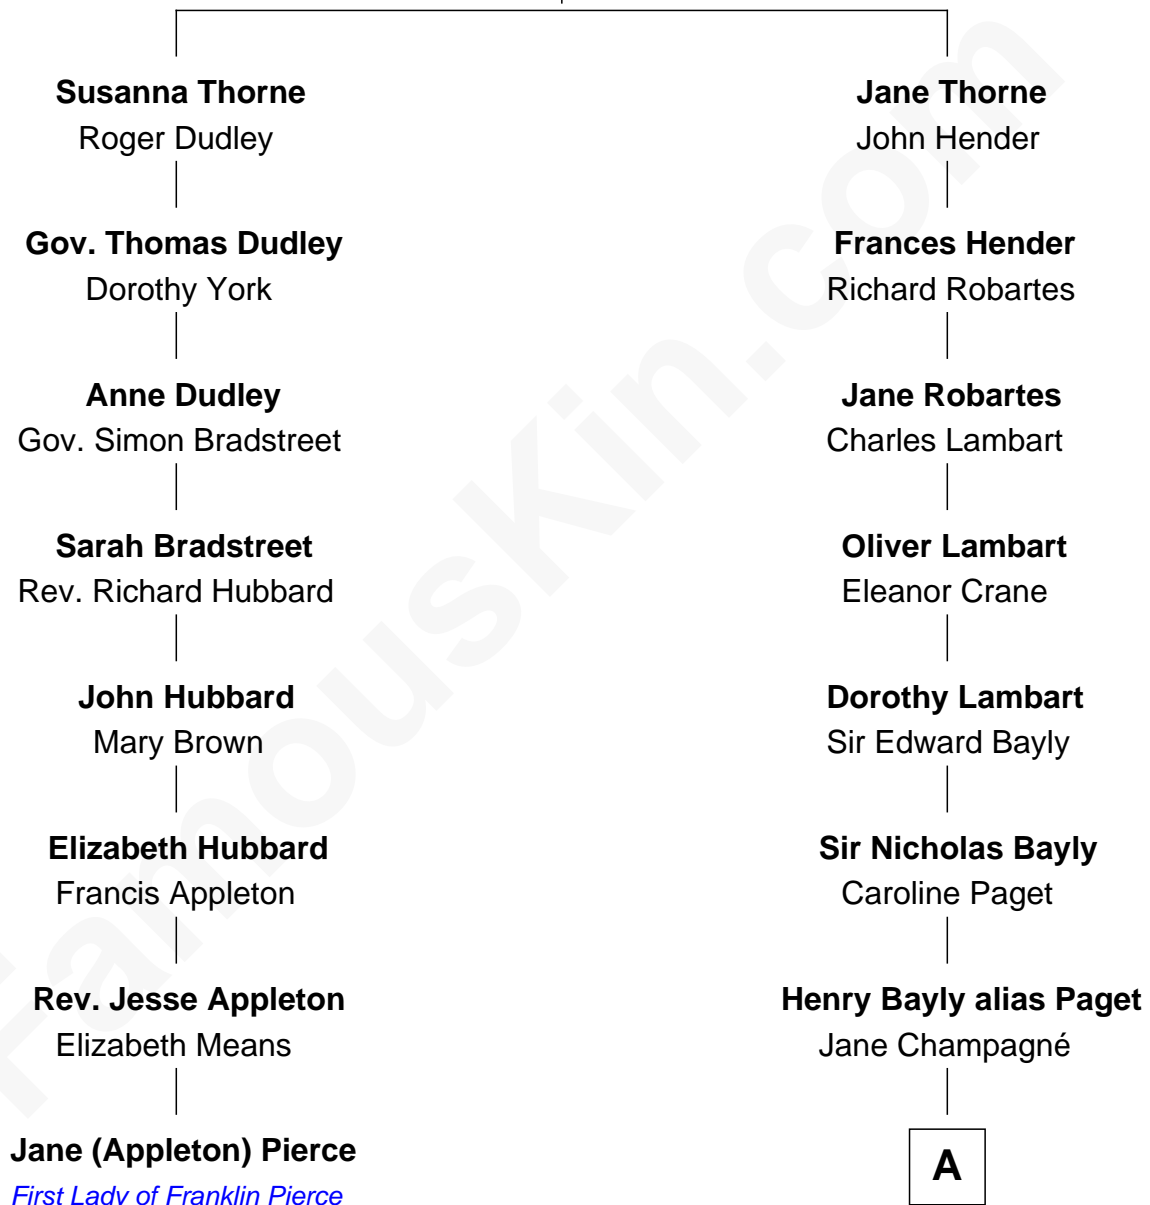 Susanna Thorne
Roger Dudley
Gov. Thomas Dudley
Dorothy York
Anne Dudley
Gov. Simon Bradstreet
Sarah Bradstreet
Rev. Richard Hubbard
John Hubbard
Mary Brown
Elizabeth Hubbard
Francis Appleton
Rev. Jesse Appleton
Elizabeth Means
Jane (Appleton) Pierce
First Lady of Franklin Pierce
Jane Thorne
John Hender
Frances Hender
Richard Robartes
Jane Robartes
Charles Lambart
Oliver Lambart
Eleanor Crane
Dorothy Lambart
Sir Edward Bayly
Sir Nicholas Bayly
Caroline Paget
Henry Bayly alias Paget
Jane Champagné
A
FamousKin.com